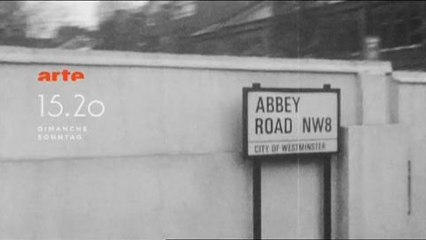 arte
15.20
DIMANCHE
SONNTAG
ABBEY
ROAD NW8
CITY OF WESTMINSTER